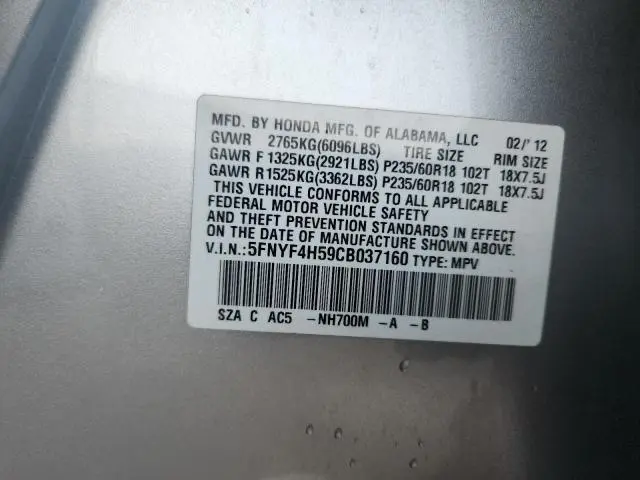 MFD. BY HONDA MFG. OF ALABAMA, LLC 02/'12
GVWR 2765KG(6096LBS) TIRE SIZE RIM SIZE
GAWR F 1325KG(2921LBS) P235/60R18 102T 18X7.5J
GAWR R 1525KG(3362LBS) P235/60R18 102T 18X7.5J
THIS VEHICLE CONFORMS TO ALL APPLICABLE
FEDERAL MOTOR VEHICLE SAFETY
AND THEFT PREVENTION STANDARDS IN EFFECT
ON THE DATE OF MANUFACTURE SHOWN ABOVE.
V.I.N.:5FNYF4H59CB037160 TYPE: MPV
SZA C AC5 -NH700M -A -B